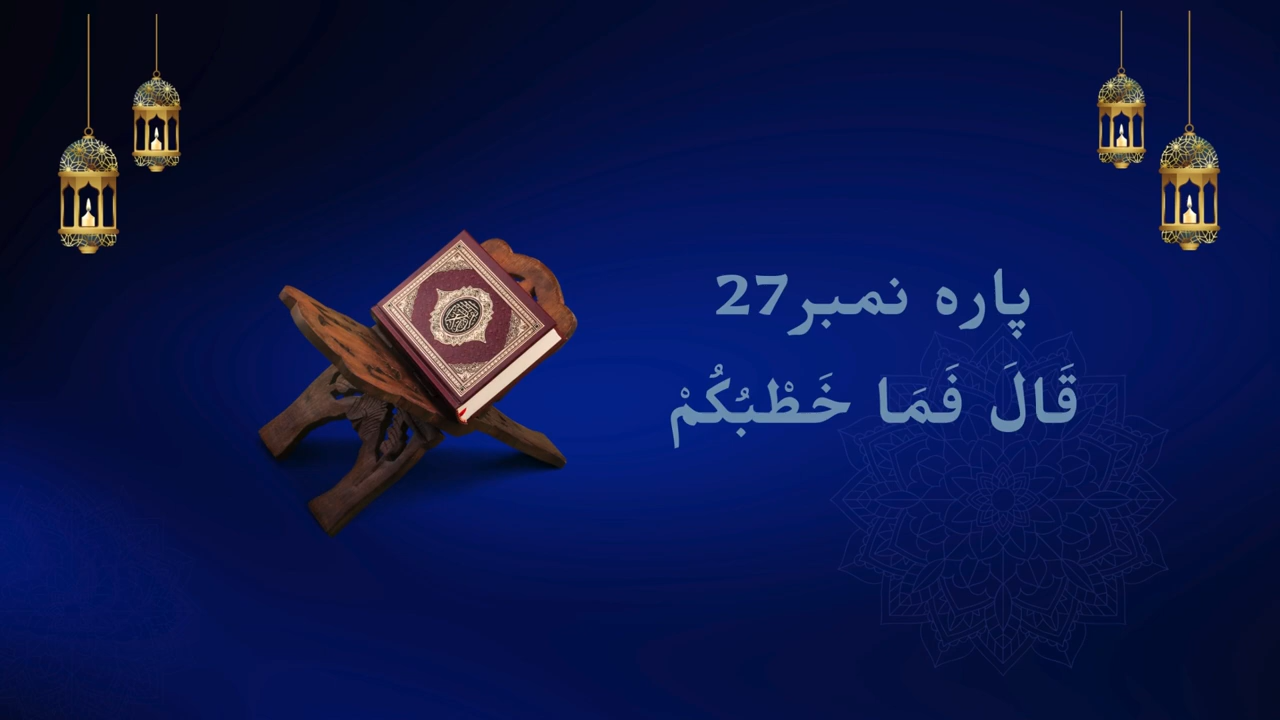 پارہ نمبر27
قَالَ فَمَا خَطْبُكُمْ